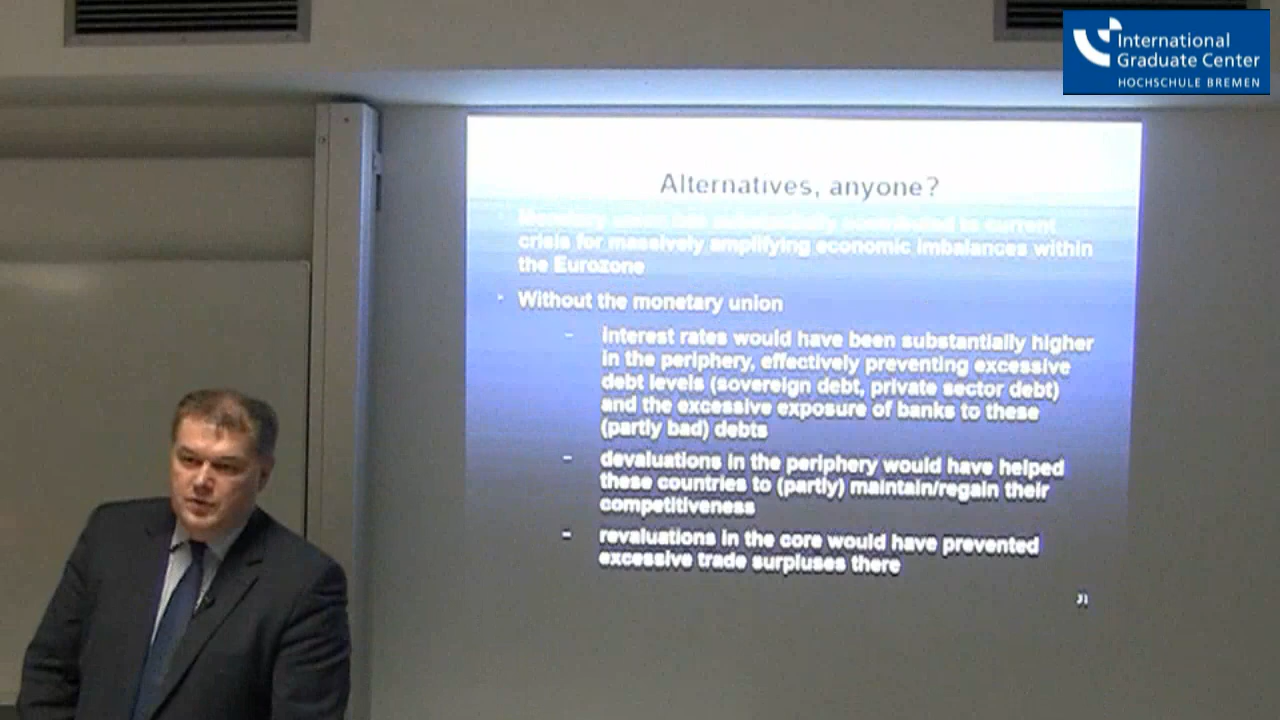 International
Graduate Center
HOCHSCHULE BREMEN
Alternatives, anyone?
Monetary union has substantially contributed to current
crisis for massively amplifying economic imbalances within
the Eurozone
Without the monetary union
- interest rates would have been substantially higher
in the periphery, effectively preventing excessive
debt levels (sovereign debt, private sector debt)
and the excessive exposure of banks to these
(partly bad) debts
- devaluations in the periphery would have helped
these countries to (partly) maintain/regain their
competitiveness
- revaluations in the core would have prevented
excessive trade surpluses there